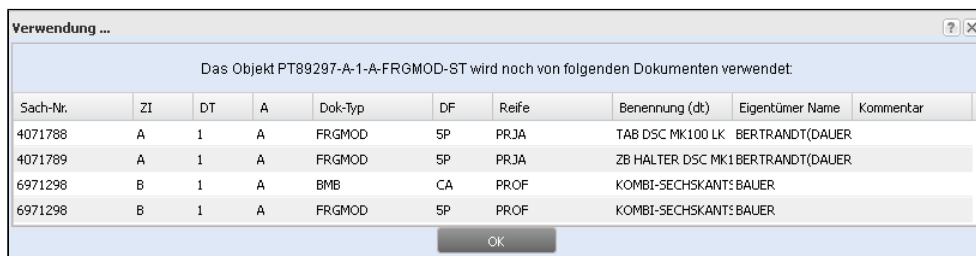 Verwendung ...
Das Objekt PT89297-A-1-A-FRGMOD-ST wird noch von folgenden Dokumenten verwendet:
Sach-Nr. ZI DT A Dok-Typ DF Reife Benennung (dt) Eigentümer Name Kommentar
4071788 A 1 A FRGMOD 5P PRJA TAB DSC MK100 LK BERTRANDT(DAUER
4071789 A 1 A FRGMOD 5P PRJA ZB HALTER DSC MK1 BERTRANDT(DAUER
6971298 B 1 A BMB CA PROF KOMBI-SECHSKANTS BAUER
6971298 B 1 A FRGMOD 5P PROF KOMBI-SECHSKANTS BAUER
OK